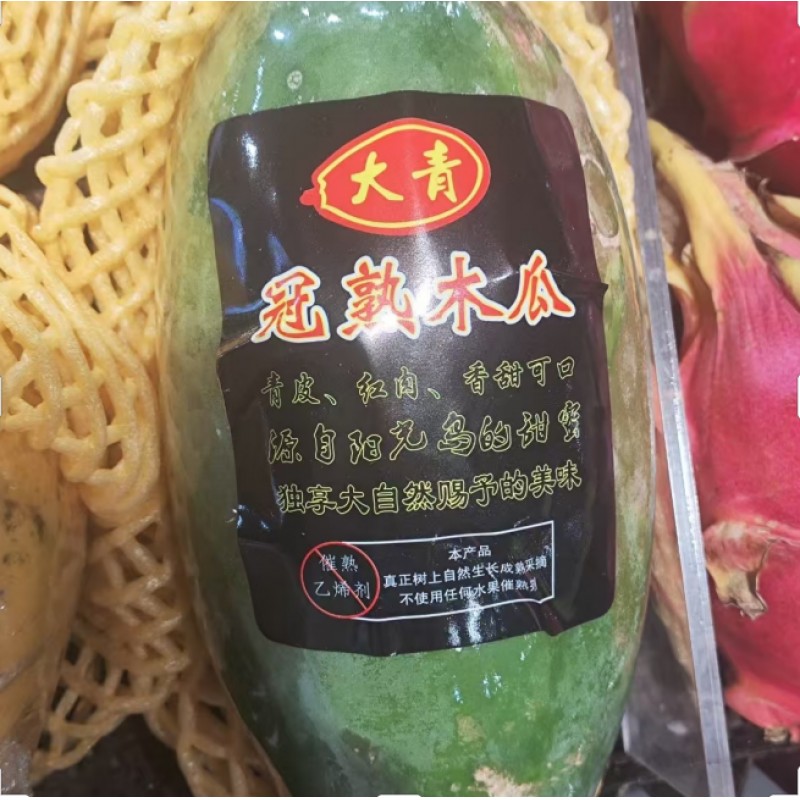 大青
冠熟木瓜
青皮、红肉、香甜可口
源自阳光鸟的甜蜜
独享大自然赐予的美味
催熟
乙烯剂
本产品
真正树上自然生长成熟采摘
不使用任何水果催熟剂